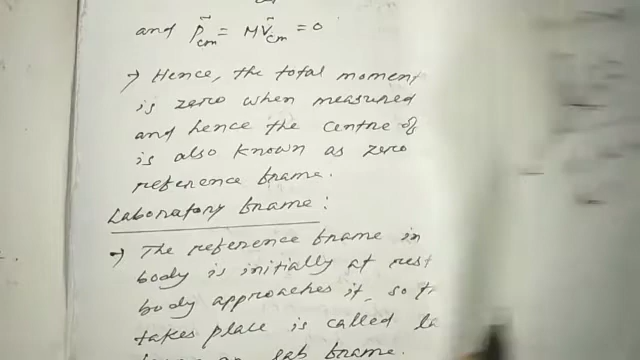 and P̄cm = M V̄cm = 0
→ Hence, the total moment
is zero when measured
and hence the centre of
is also known as zero
reference frame.
Laboratory frame:
→ The reference frame in
body is initially at rest
body approaches it, so
takes place is called
lab frame.